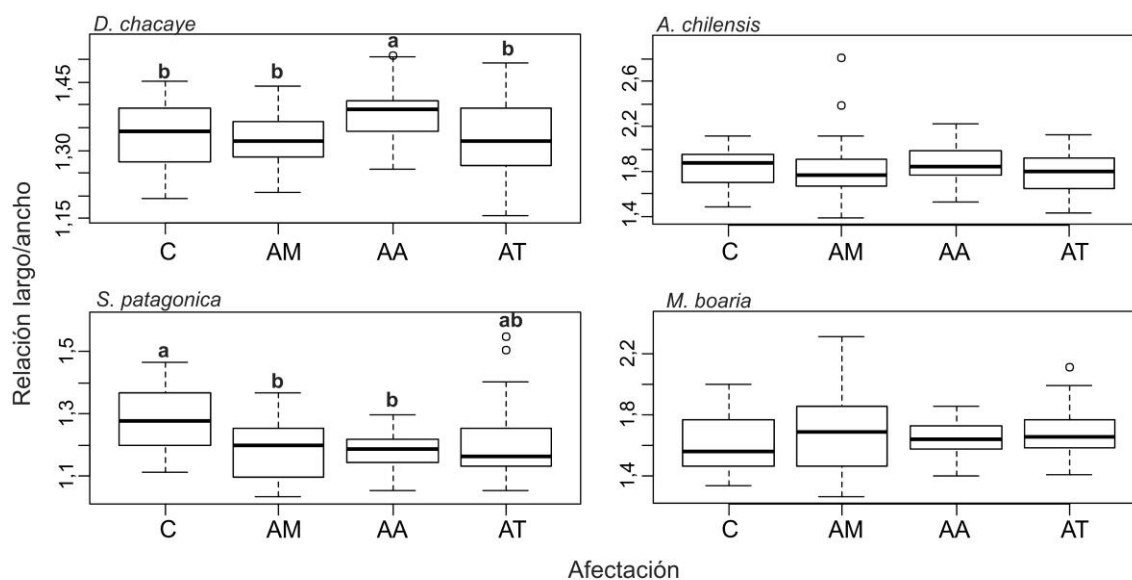 D. chacaye
A. chilensis
b b a b
1,45
1,30
1,15
2,6
2,2
1,8
1,4
C AM AA AT
C AM AA AT
Relación largo/ancho
S. patagonica
M. boaria
a b b ab
1,5
1,3
1,1
2,2
1,8
1,4
C AM AA AT
C AM AA AT
Afectación